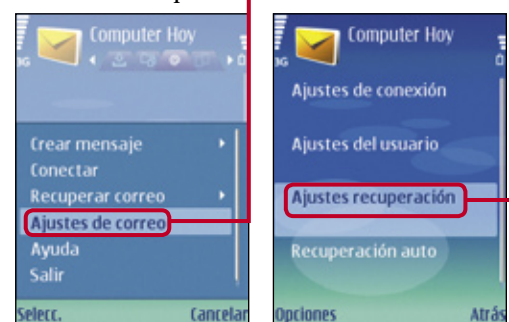 Computer Hoy
3G
Crear mensaje
Conectar
Recuperar correo
Ajustes de correo
Ayuda
Salir
Selecc.
Cancelar
Computer Hoy
3G
Ajustes de conexión
Ajustes del usuario
Ajustes recuperación
Recuperación auto
Opciones
Atrás